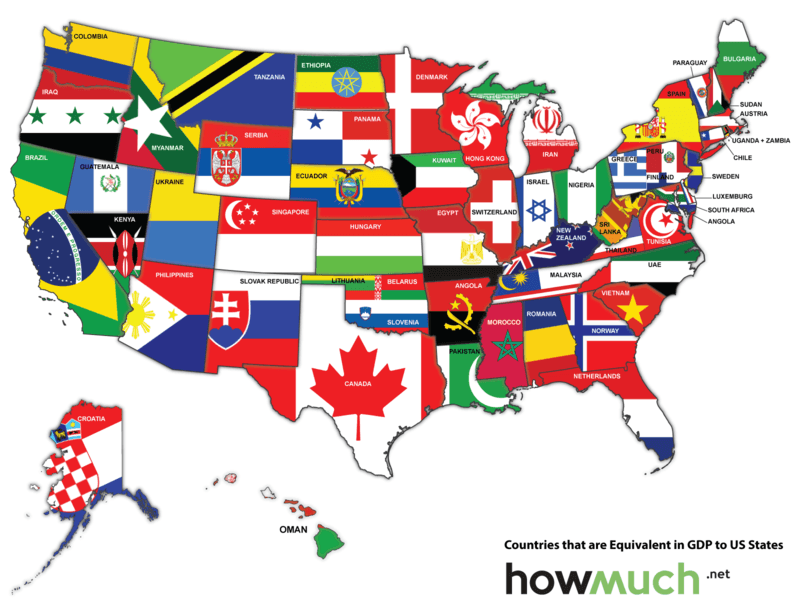 COLOMBIA
TANZANIA
ETHIOPIA
DENMARK
PARAGUAY
BULGARIA
IRAQ
MYANMAR
SERBIA
PANAMA
HONG KONG
IRAN
SPAIN
SUDAN
AUSTRIA
UGANDA + ZAMBIA
CHILE
BRAZIL
GUATEMALA
UKRAINE
ECUADOR
KUWAIT
GREECE
PERU
FINLAND
SWEDEN
KENYA
SINGAPORE
HUNGARY
EGYPT
SWITZERLAND
ISRAEL
NIGERIA
LUXEMBURG
SOUTH AFRICA
ANGOLA
SRI
LANKA
NEW
ZEALAND
TUNISIA
THAILAND
UAE
PHILIPPINES
SLOVAK REPUBLIC
LITHUANIA
BELARUS
SLOVENIA
ANGOLA
MALAYSIA
VIETNAM
MOROCCO
ROMANIA
NORWAY
PAKISTAN
NETHERLANDS
CANADA
CROATIA
OMAN
Countries that are Equivalent in GDP to US States
howmuch.net